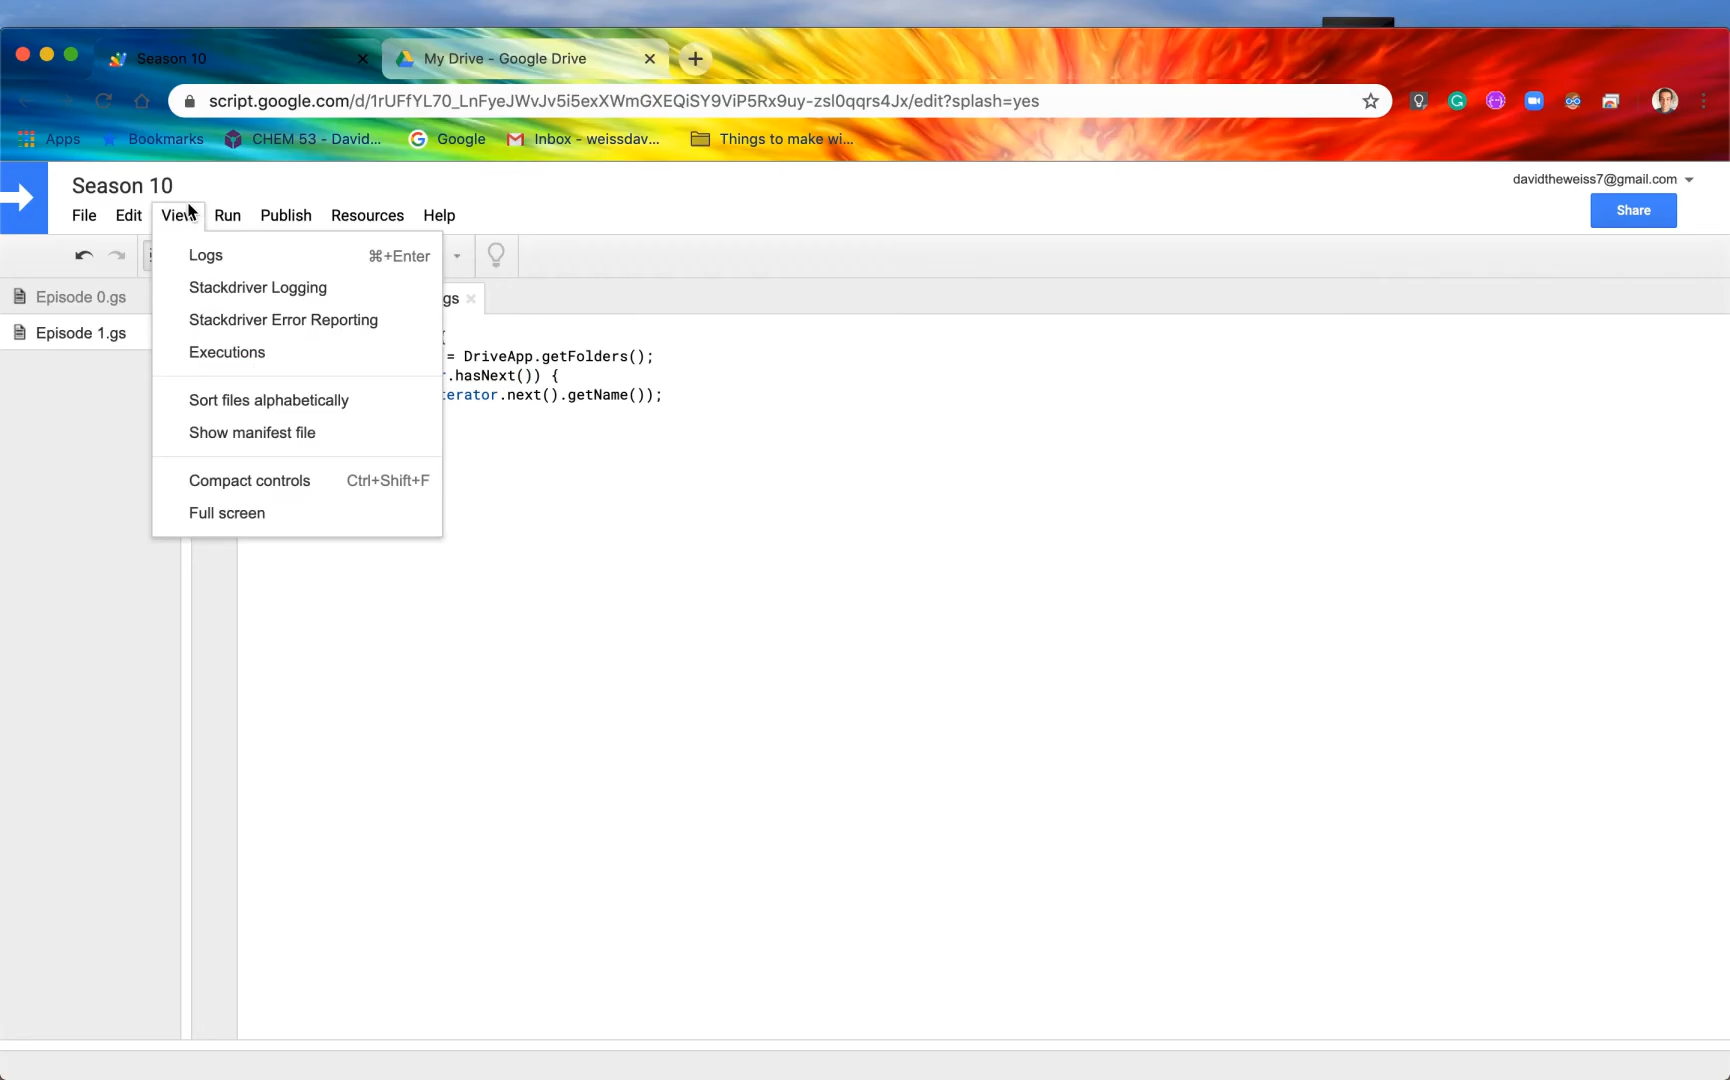 Season 10
My Drive - Google Drive
script.google.com/d/1rUFfYL70_LnFyeJWvJv5i5exXWmGXEQiSY9ViP5Rx9uy-zsl0qqrs4Jx/edit?splash=yes
Apps Bookmarks CHEM 53 - David... Google Inbox - weissdav... Things to make wi...
Season 10
davidtheweiss7@gmail.com
File Edit View Run Publish Resources Help
Share
Logs ⌘+Enter
Stackdriver Logging
Stackdriver Error Reporting
Executions
Sort files alphabetically
Show manifest file
Compact controls Ctrl+Shift+F
Full screen
Episode 0.gs
Episode 1.gs
gs
{
= DriveApp.getFolders();
.hasNext()) {
terator.next().getName());